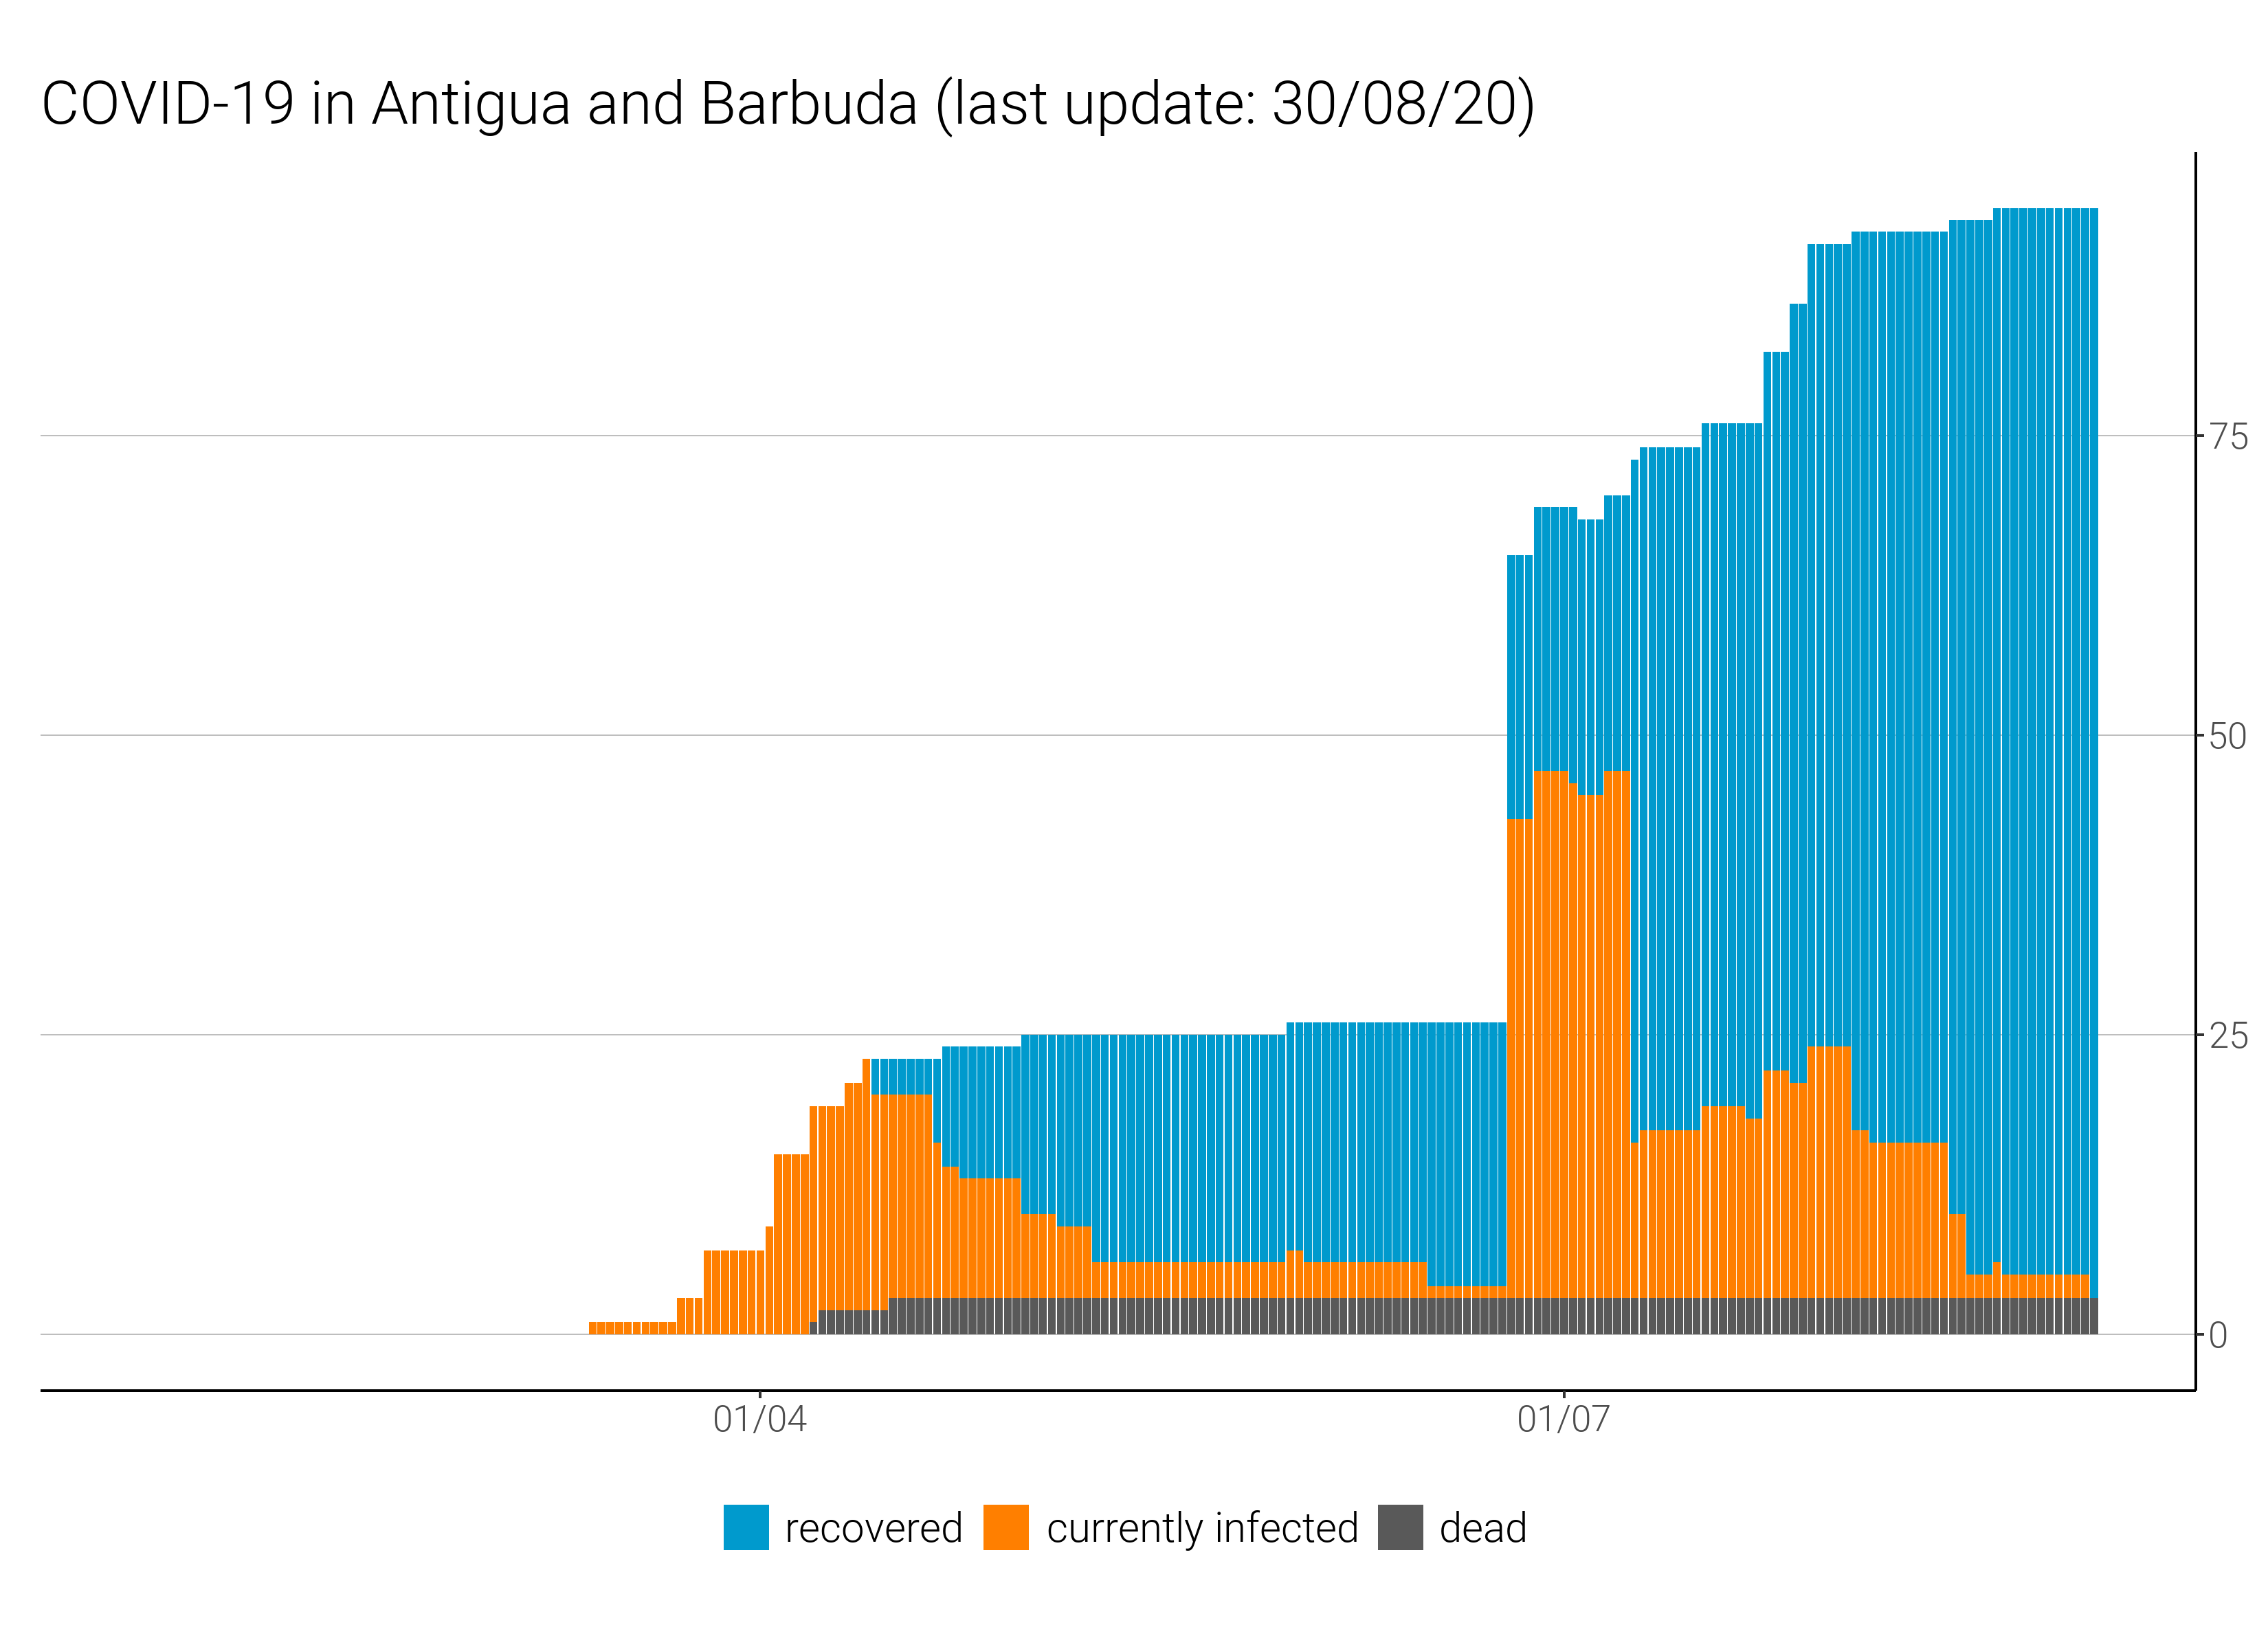 COVID-19 in Antigua and Barbuda (last update: 30/08/20)
75
50
25
0
01/04 01/07
recovered currently infected dead